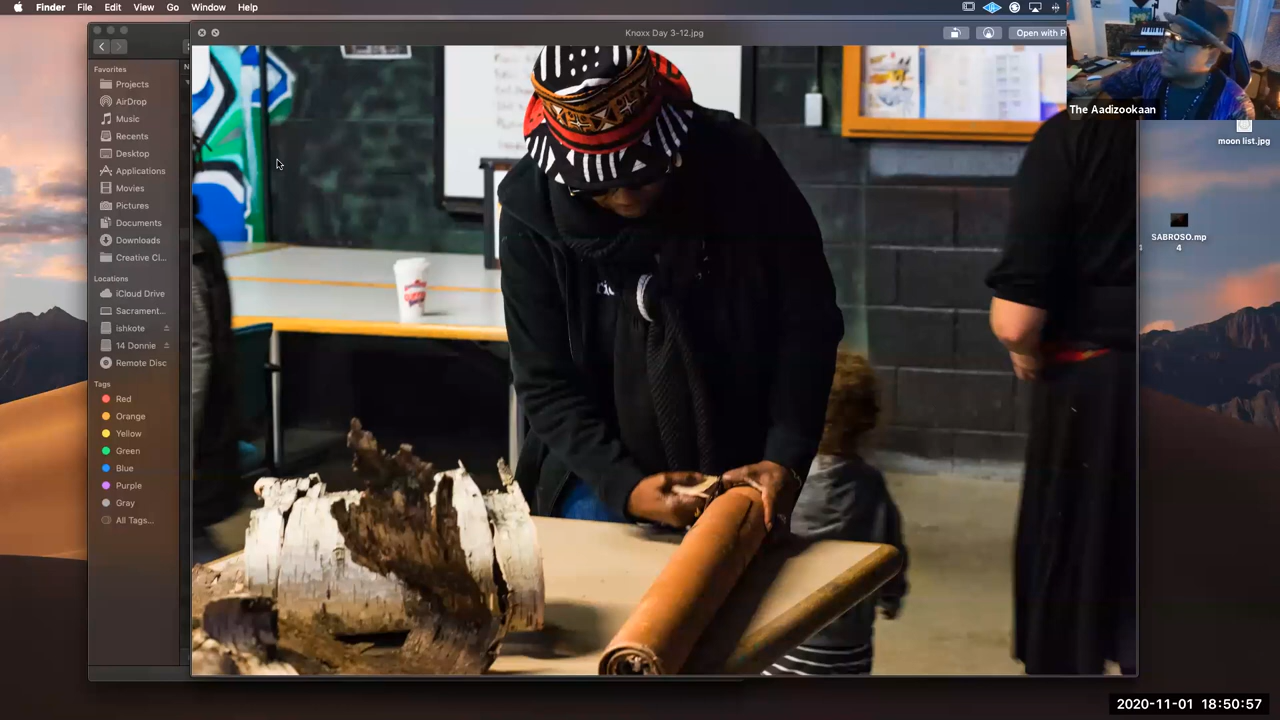 Finder File Edit View Go Window Help
Knoxx Day 3-12.jpg
Open with P
The Aadizookaan
Favorites
Projects
AirDrop
Music
Recents
Desktop
Applications
Movies
Pictures
Documents
Downloads
Creative Cl...
Locations
iCloud Drive
Sacrament...
ishkote
14 Donnie
Remote Disc
Tags
Red
Orange
Yellow
Green
Blue
Purple
Gray
All Tags...
moon list.jpg
SABROSO.mp
4
2020-11-01 18:50:57